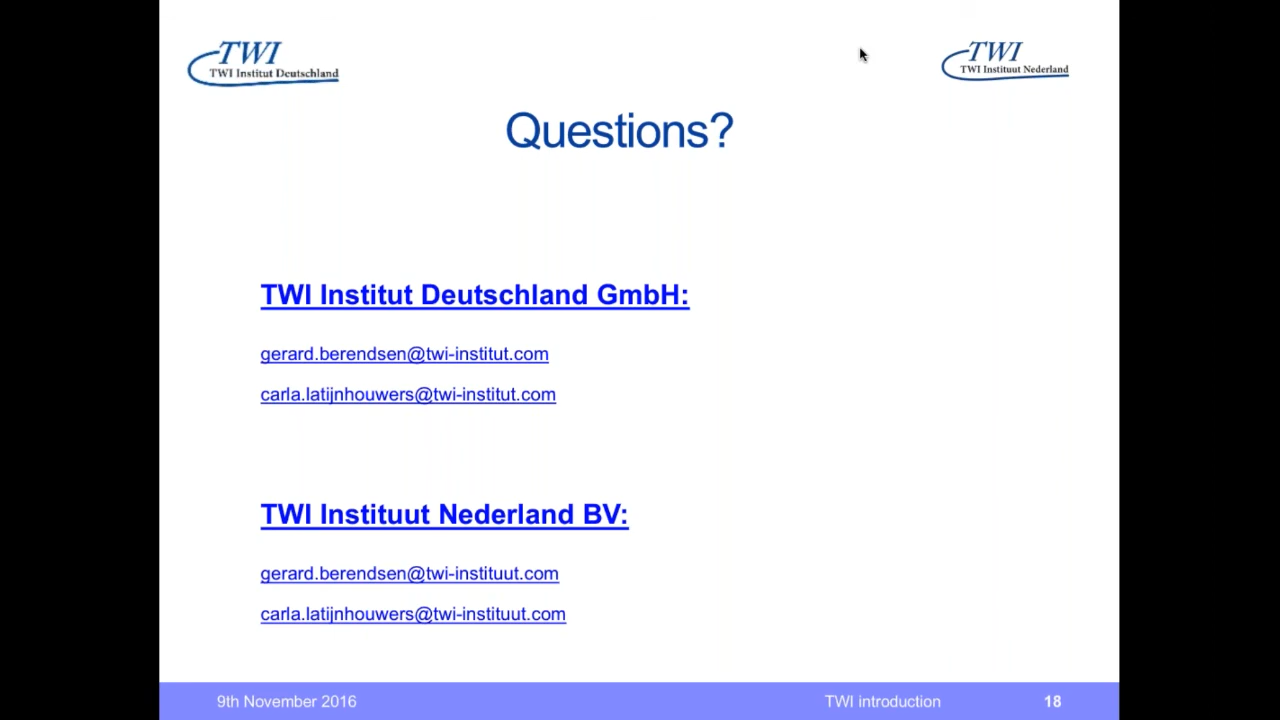 TWI
TWI Institut Deutschland
TWI
TWI Instituut Nederland
Questions?
TWI Institut Deutschland GmbH:
gerard.berendsen@twi-institut.com
carla.latijnhouwers@twi-institut.com
TWI Instituut Nederland BV:
gerard.berendsen@twi-instituut.com
carla.latijnhouwers@twi-instituut.com
9th November 2016
TWI introduction
18